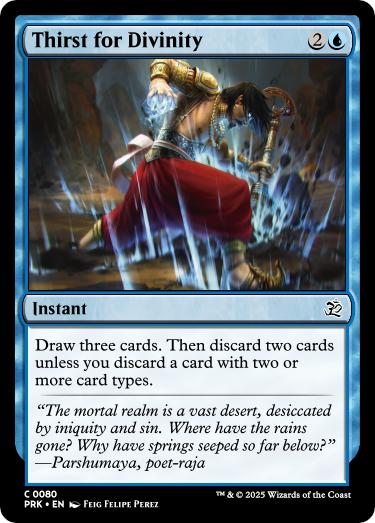 Thirst for Divinity 2
Instant
Draw three cards. Then discard two cards
unless you discard a card with two or
more card types.
“The mortal realm is a vast desert, desiccated
by iniquity and sin. Where have the rains
gone? Why have springs seeped so far below?”
—Parshumaya, poet-raja
C 0080
PRK • EN Feig Felipe Perez
™ & © 2025 Wizards of the Coast